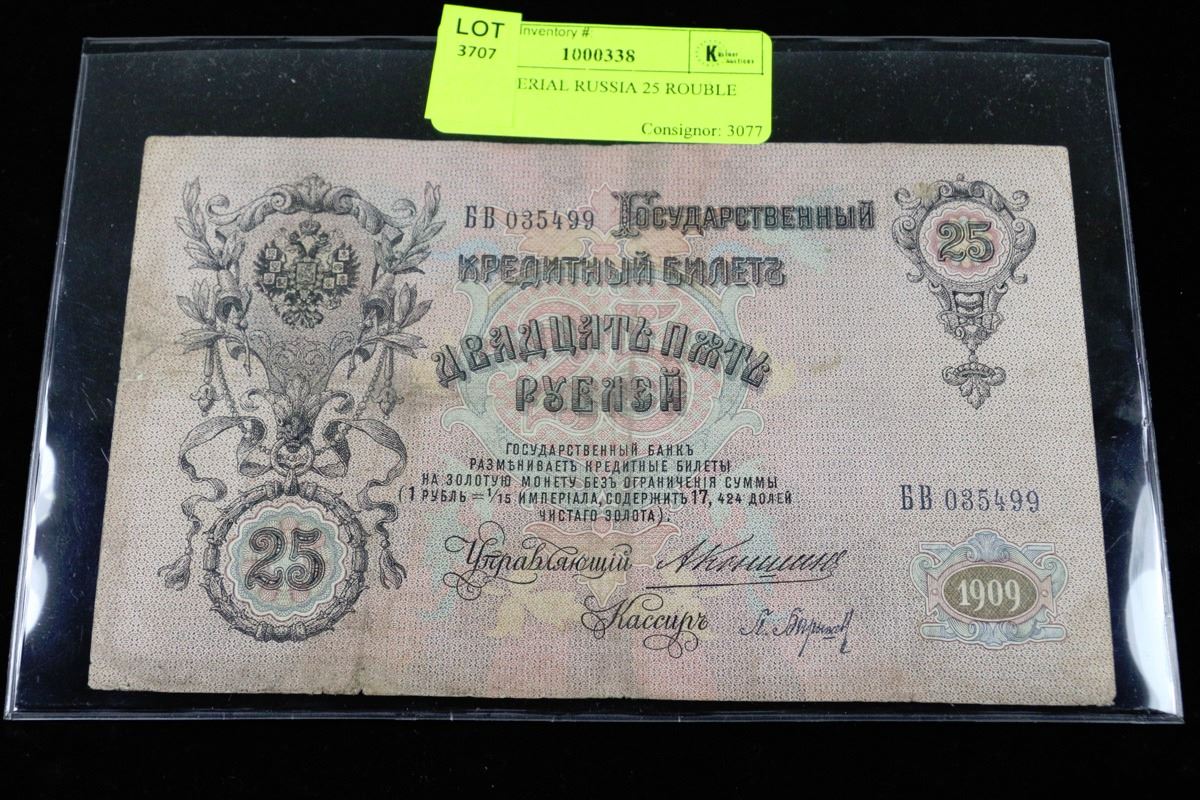 LOT
3707
Inventory #:
1000338
ERIAL RUSSIA 25 ROUBLE
Consignor: 3077
БВ 035499 ГОСУДАРСТВЕННЫЙ
КРЕДИТНЫЙ БИЛЕТЪ
25
ДВАДЦАТЬ ПЯТЬ
РУБЛЕЙ
25
ГОСУДАРСТВЕННЫЙ БАНКЪ
РАЗМѢНИВАЕТЪ КРЕДИТНЫЕ БИЛЕТЫ
НА ЗОЛОТУЮ МОНЕТУ БЕЗЪ ОГРАНИЧЕНІЯ СУММЫ
(1 РУБЛЬ = 1/15 ИМПЕРІАЛА, СОДЕРЖИТЪ 17, 424 ДОЛЕЙ
ЧИСТАГО ЗОЛОТА).
БВ 035499
25
Управляющій АКоншинъ
Кассиръ
1909